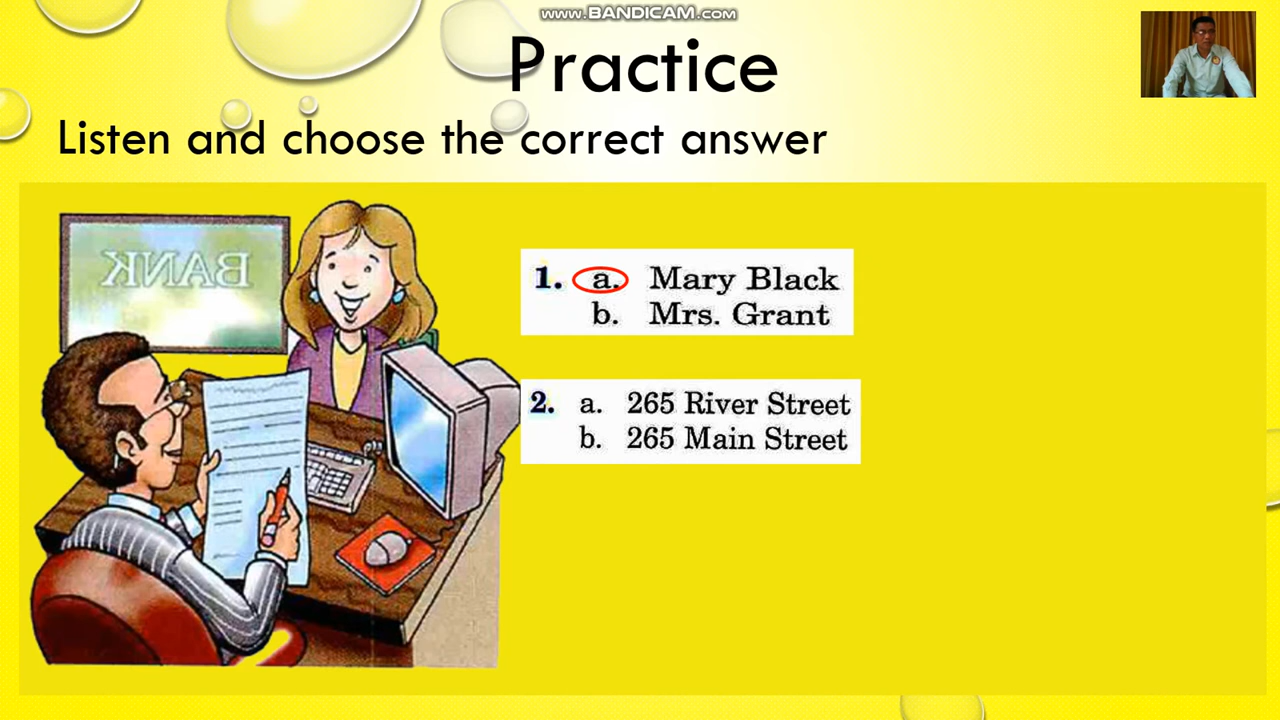 www.BANDICAM.com
Practice
Listen and choose the correct answer
BANK
1. a. Mary Black
b. Mrs. Grant
2. a. 265 River Street
b. 265 Main Street